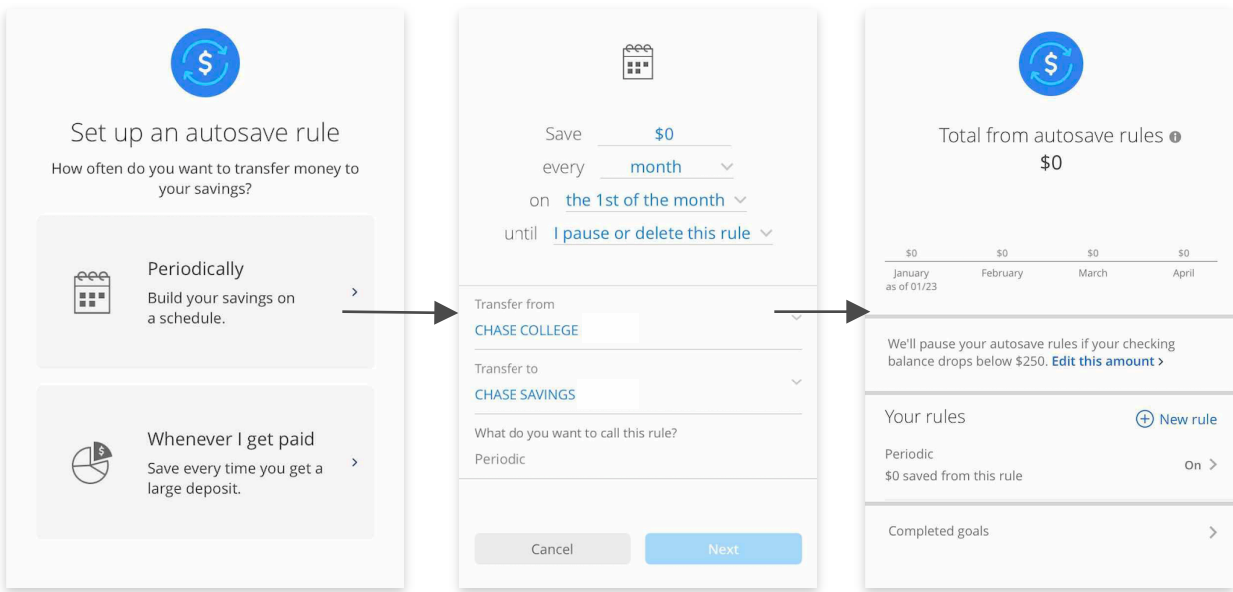 $
Set up an autosave rule
How often do you want to transfer money to
your savings?
Periodically
Build your savings on
a schedule.
$
Whenever I get paid
Save every time you get a
large deposit.
Save $0
every month
on the 1st of the month
until I pause or delete this rule
Transfer from
CHASE COLLEGE
Transfer to
CHASE SAVINGS
What do you want to call this rule?
Periodic
Cancel Next
$
Total from autosave rules
$0
$0 $0 $0 $0
January February March April
as of 01/23
We'll pause your autosave rules if your checking
balance drops below $250. Edit this amount >
Your rules New rule
Periodic
On
$0 saved from this rule
Completed goals